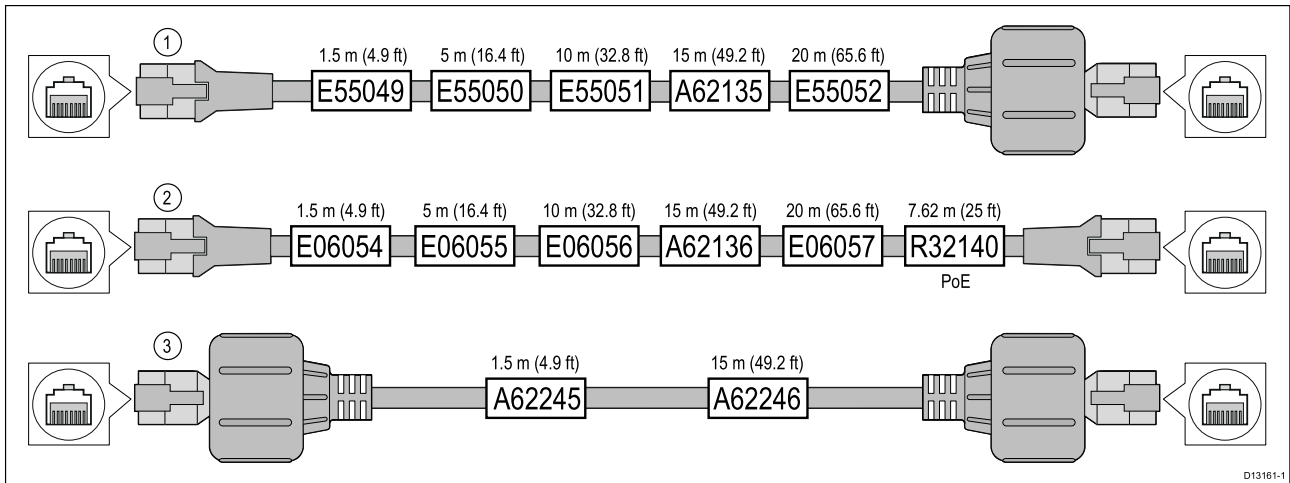 1
1.5 m (4.9 ft) 5 m (16.4 ft) 10 m (32.8 ft) 15 m (49.2 ft) 20 m (65.6 ft)
E55049 E55050 E55051 A62135 E55052
2
1.5 m (4.9 ft) 5 m (16.4 ft) 10 m (32.8 ft) 15 m (49.2 ft) 20 m (65.6 ft) 7.62 m (25 ft)
E06054 E06055 E06056 A62136 E06057 R32140
PoE
3
1.5 m (4.9 ft) 15 m (49.2 ft)
A62245 A62246
D13161-1